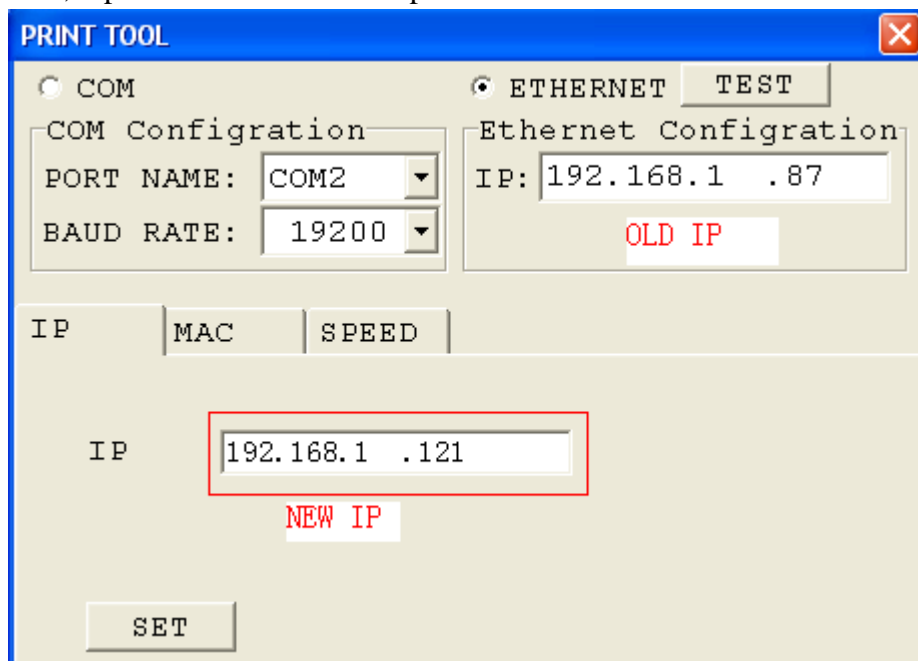 PRINT TOOL
COM
ETHERNET TEST
COM Configration
Ethernet Configration
PORT NAME: COM2
IP: 192.168.1 .87
BAUD RATE: 19200
OLD IP
IP MAC SPEED
IP 192.168.1 .121
NEW IP
SET